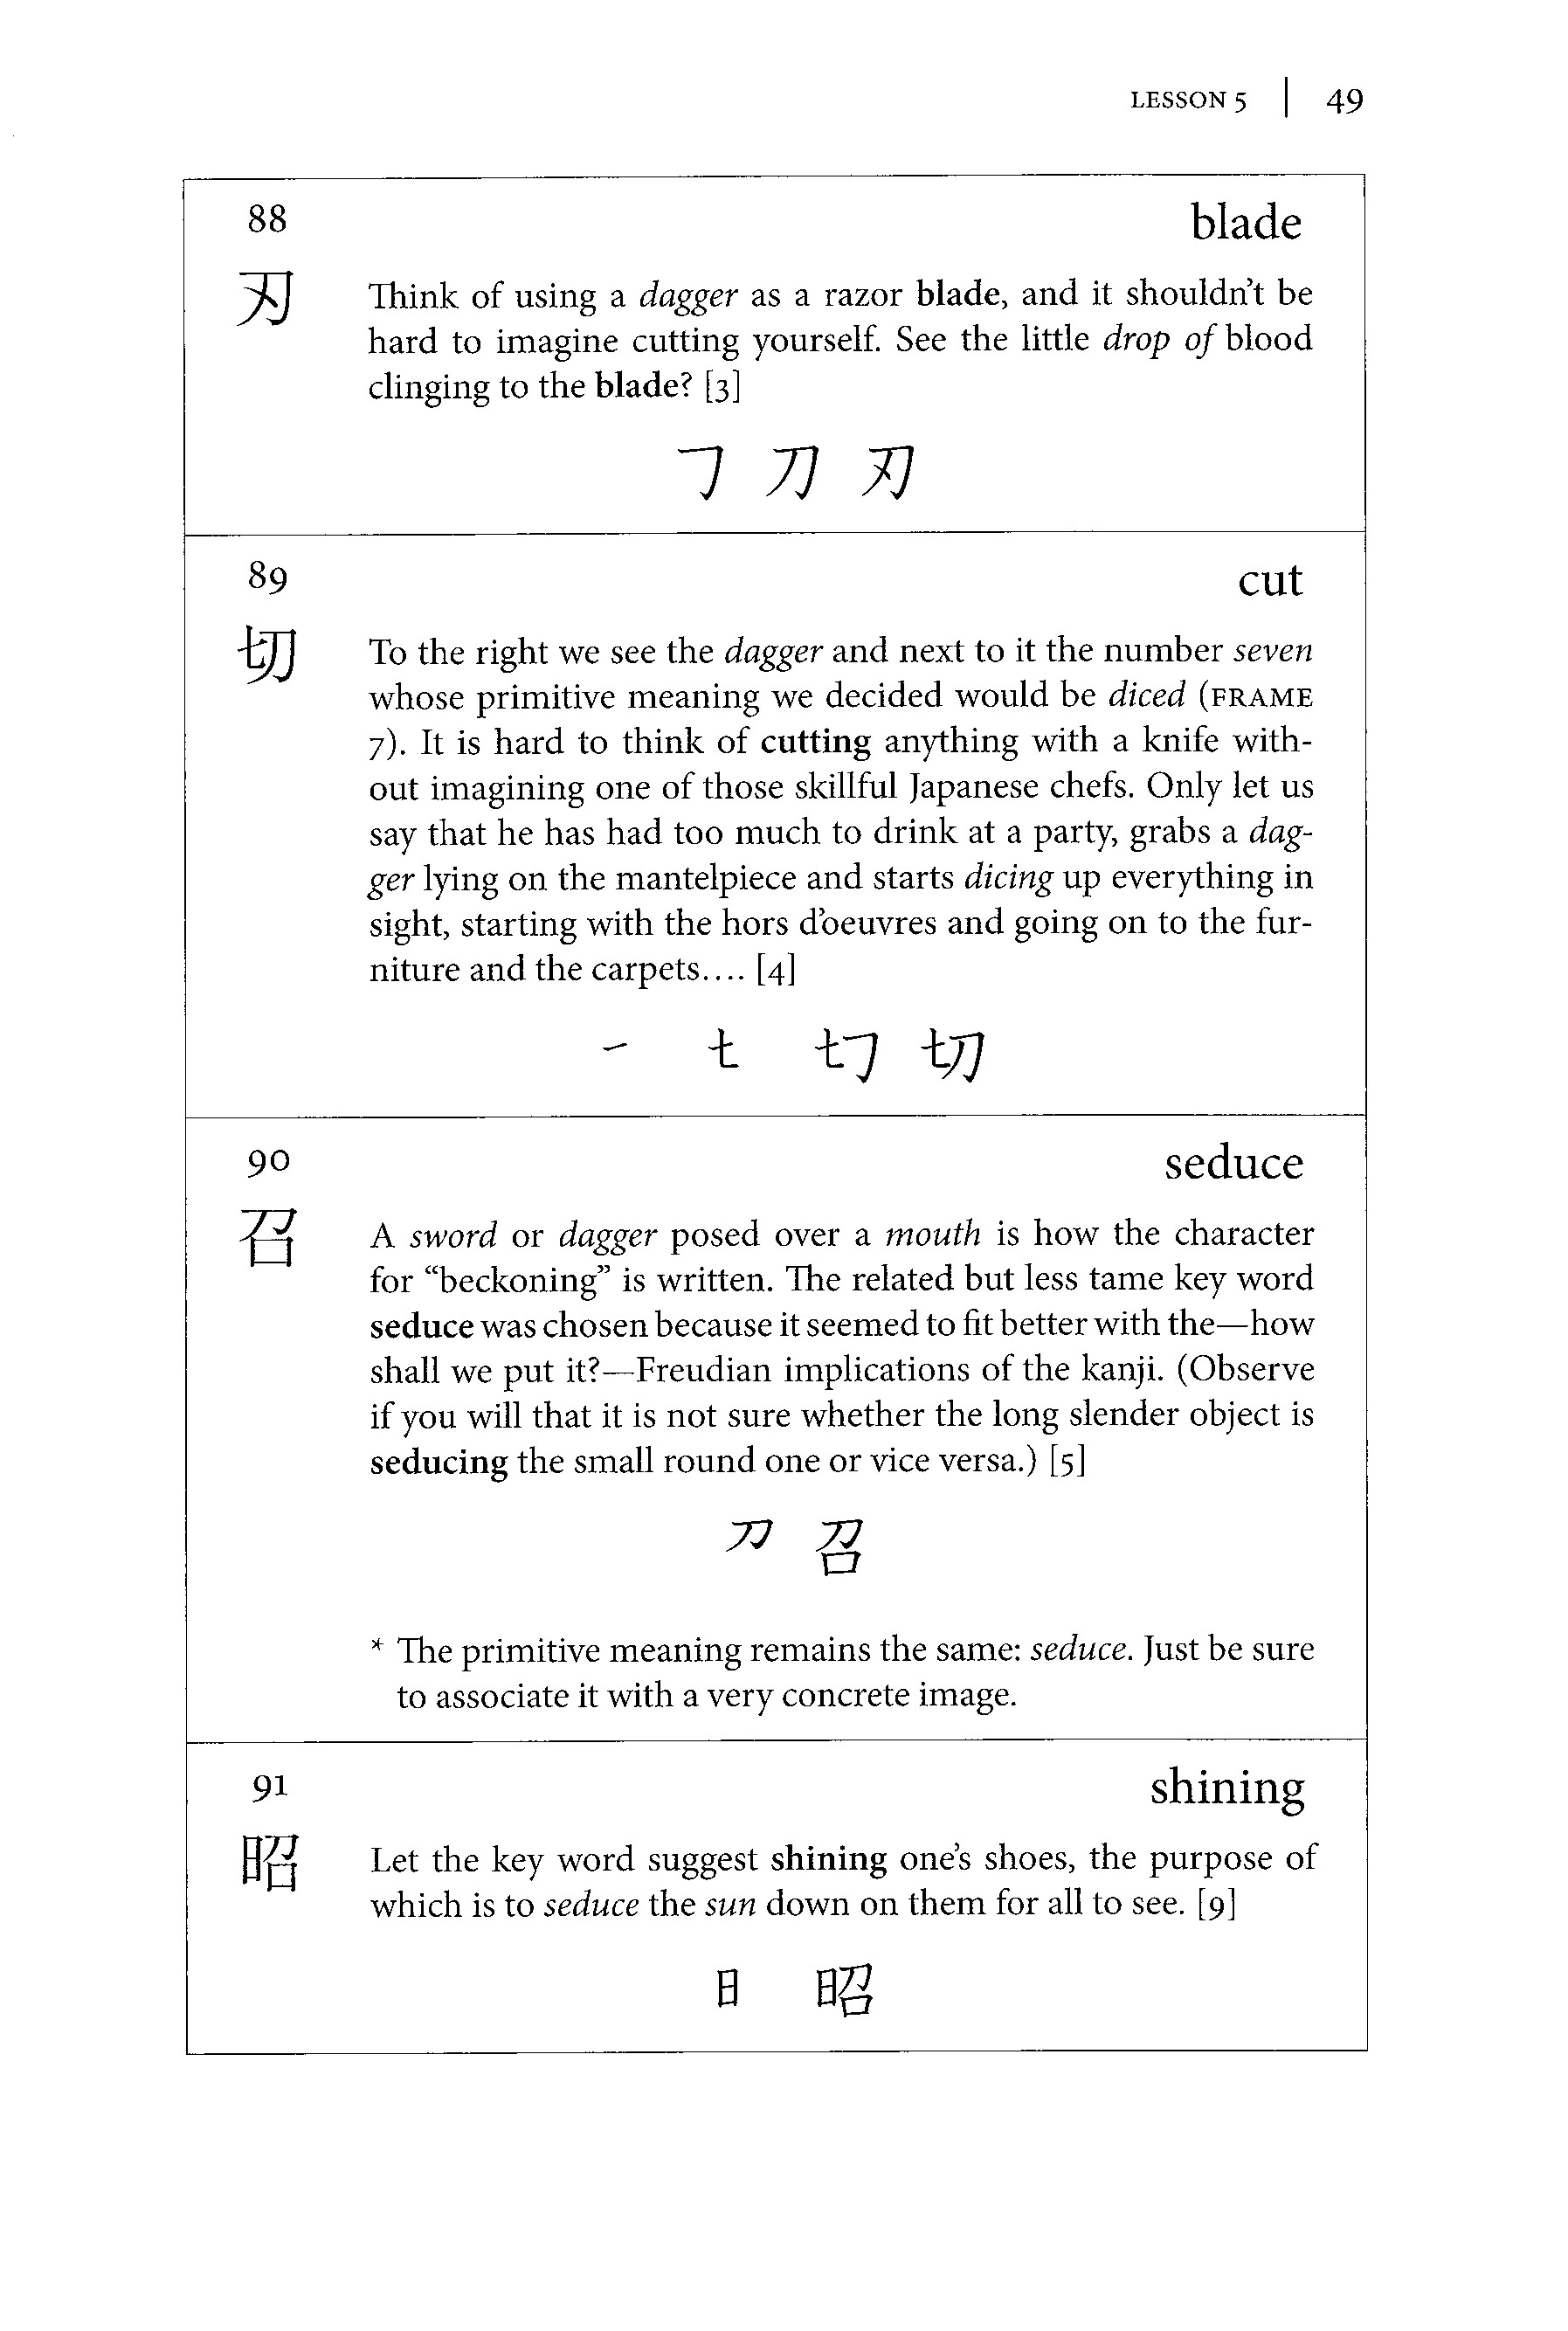 LESSON 5 | 49
88 blade
刃 Think of using a dagger as a razor blade, and it shouldn't be
hard to imagine cutting yourself. See the little drop of blood
clinging to the blade? [3]
㇆ 刀 刃
89 cut
切 To the right we see the dagger and next to it the number seven
whose primitive meaning we decided would be diced (FRAME
7). It is hard to think of cutting anything with a knife with-
out imagining one of those skillful Japanese chefs. Only let us
say that he has had too much to drink at a party, grabs a dag-
ger lying on the mantelpiece and starts dicing up everything in
sight, starting with the hors d'oeuvres and going on to the fur-
niture and the carpets.... [4]
一 七 切
90 seduce
召 A sword or dagger posed over a mouth is how the character
for “beckoning” is written. The related but less tame key word
seduce was chosen because it seemed to fit better with the—how
shall we put it?—Freudian implications of the kanji. (Observe
if you will that it is not sure whether the long slender object is
seducing the small round one or vice versa.) [5]
刀 召
* The primitive meaning remains the same: seduce. Just be sure
to associate it with a very concrete image.
91 shining
昭 Let the key word suggest shining one's shoes, the purpose of
which is to seduce the sun down on them for all to see. [9]
日 昭